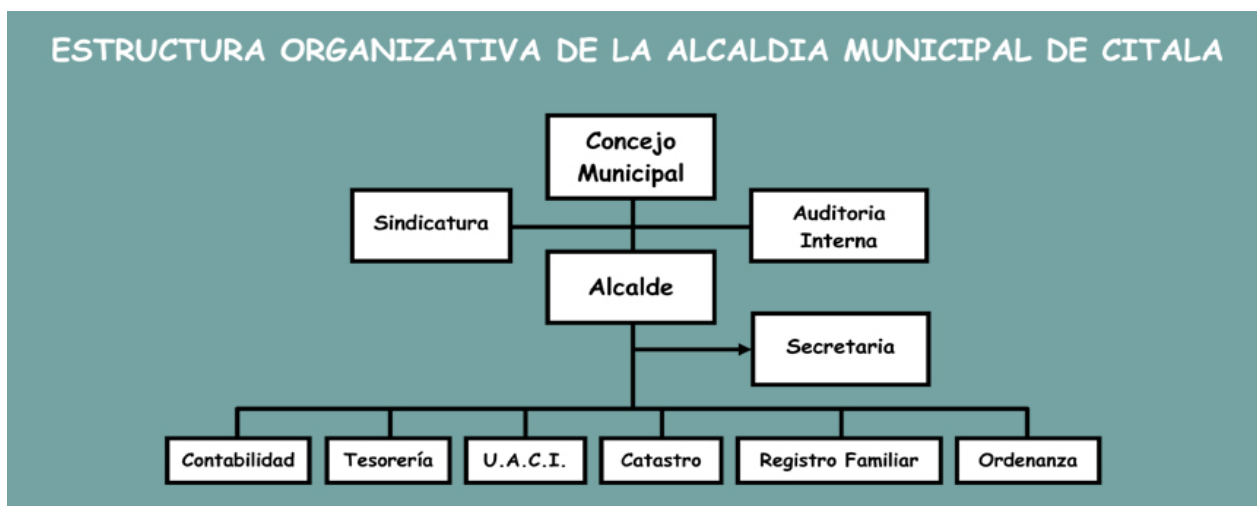 ESTRUCTURA ORGANIZATIVA DE LA ALCALDIA MUNICIPAL DE CITALA
Concejo
Municipal
Sindicatura
Auditoria
Interna
Alcalde
Secretaria
Contabilidad
Tesorería
U.A.C.I.
Catastro
Registro Familiar
Ordenanza